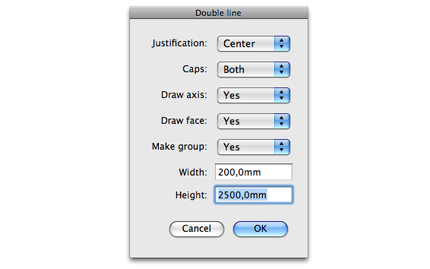 Double line
Justification: Center
Caps: Both
Draw axis: Yes
Draw face: Yes
Make group: Yes
Width: 200,0mm
Height: 2500,0mm
Cancel OK